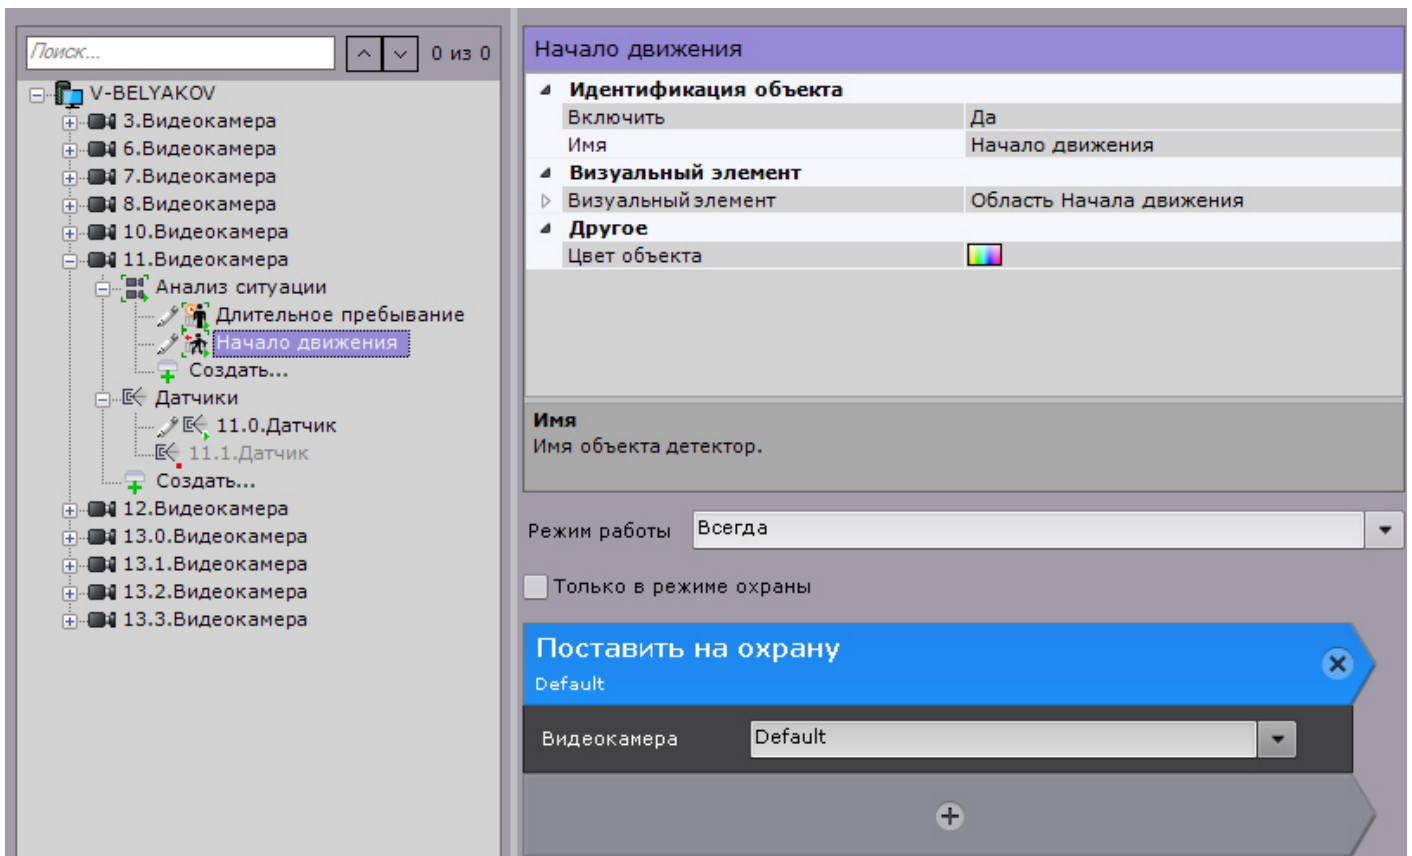 Поиск...
0 из 0
V-BELYAKOV
3.Видеокамера
6.Видеокамера
7.Видеокамера
8.Видеокамера
10.Видеокамера
11.Видеокамера
Анализ ситуации
Длительное пребывание
Начало движения
Создать...
Датчики
11.0.Датчик
11.1.Датчик
Создать...
12.Видеокамера
13.0.Видеокамера
13.1.Видеокамера
13.2.Видеокамера
13.3.Видеокамера
Начало движения
Идентификация объекта
Включить Да
Имя Начало движения
Визуальный элемент
Визуальный элемент Область Начала движения
Другое
Цвет объекта
Имя
Имя объекта детектор.
Режим работы Всегда
Только в режиме охраны
Поставить на охрану
Default
Видеокамера Default